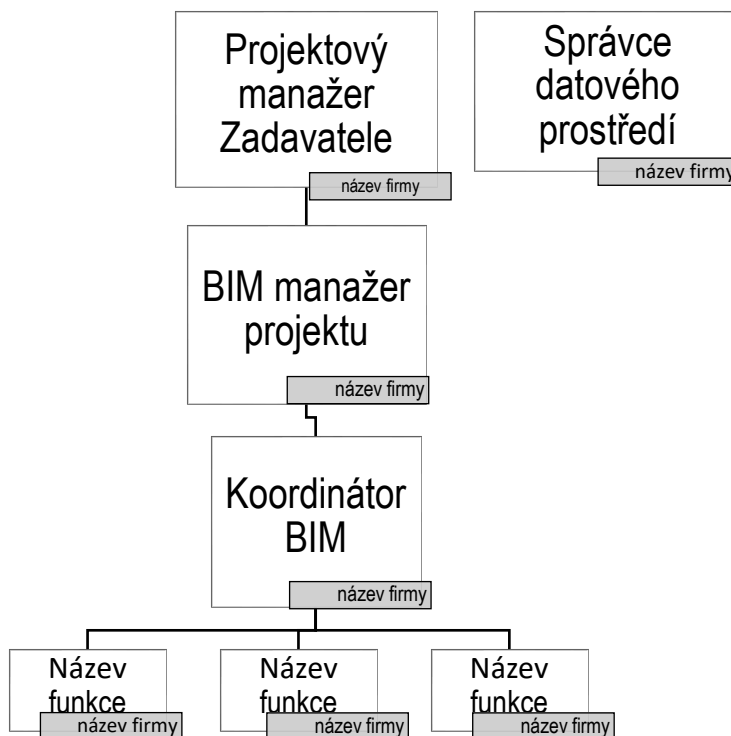 Projektový
manažer
Zadavatele
název firmy
Správce
datového
prostředí
název firmy
BIM manažer
projektu
název firmy
Koordinátor
BIM
název firmy
Název
funkce
název firmy
Název
funkce
název firmy
Název
funkce
název firmy